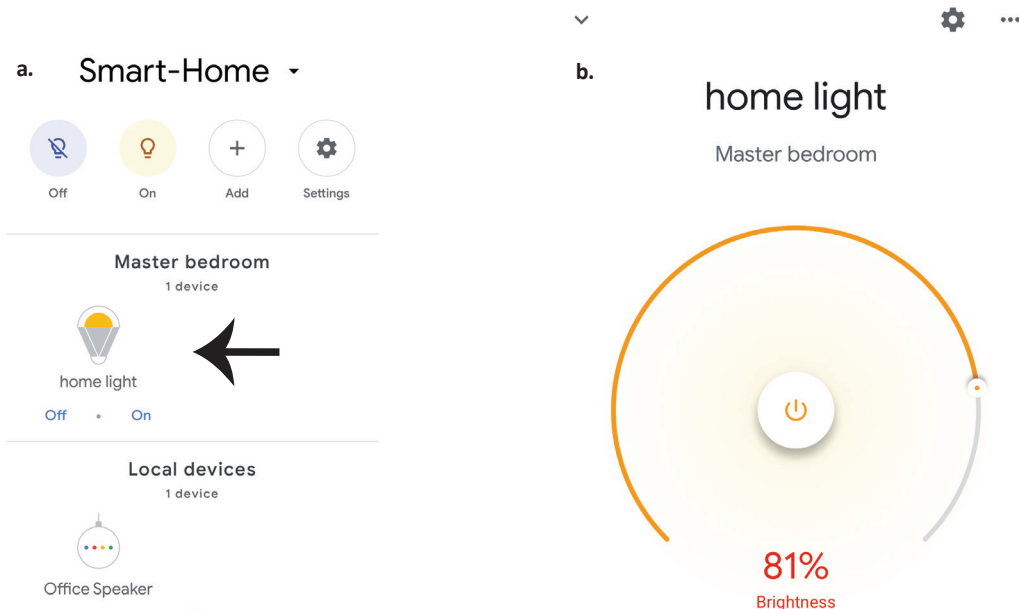 a.
Smart-Home
Off
On
Add
Settings
Master bedroom
1 device
home light
Off • On
Local devices
1 device
Office Speaker
b.
home light
Master bedroom
81%
Brightness